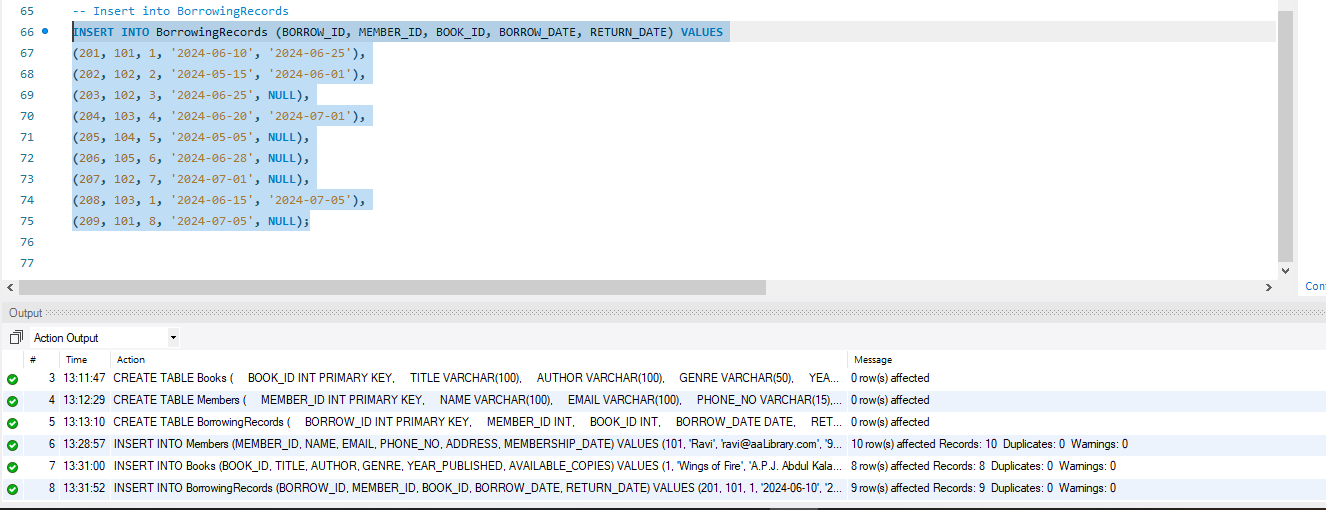 65 -- Insert into BorrowingRecords
66 INSERT INTO BorrowingRecords (BORROW_ID, MEMBER_ID, BOOK_ID, BORROW_DATE, RETURN_DATE) VALUES
67 (201, 101, 1, '2024-06-10', '2024-06-25'),
68 (202, 102, 2, '2024-05-15', '2024-06-01'),
69 (203, 102, 3, '2024-06-25', NULL),
70 (204, 103, 4, '2024-06-20', '2024-07-01'),
71 (205, 104, 5, '2024-05-05', NULL),
72 (206, 105, 6, '2024-06-28', NULL),
73 (207, 102, 7, '2024-07-01', NULL),
74 (208, 103, 1, '2024-06-15', '2024-07-05'),
75 (209, 101, 8, '2024-07-05', NULL);
76
77
Cont
Output
Action Output
# Time Action Message
3 13:11:47 CREATE TABLE Books ( BOOK_ID INT PRIMARY KEY, TITLE VARCHAR(100), AUTHOR VARCHAR(100), GENRE VARCHAR(50), YEA... 0 row(s) affected
4 13:12:29 CREATE TABLE Members ( MEMBER_ID INT PRIMARY KEY, NAME VARCHAR(100), EMAIL VARCHAR(100), PHONE_NO VARCHAR(15),... 0 row(s) affected
5 13:13:10 CREATE TABLE BorrowingRecords ( BORROW_ID INT PRIMARY KEY, MEMBER_ID INT, BOOK_ID INT, BORROW_DATE DATE, RET... 0 row(s) affected
6 13:28:57 INSERT INTO Members (MEMBER_ID, NAME, EMAIL, PHONE_NO, ADDRESS, MEMBERSHIP_DATE) VALUES (101, 'Ravi', 'ravi@aaLibrary.com', '9... 10 row(s) affected Records: 10 Duplicates: 0 Warnings: 0
7 13:31:00 INSERT INTO Books (BOOK_ID, TITLE, AUTHOR, GENRE, YEAR_PUBLISHED, AVAILABLE_COPIES) VALUES (1, 'Wings of Fire', 'A.P.J. Abdul Kala... 8 row(s) affected Records: 8 Duplicates: 0 Warnings: 0
8 13:31:52 INSERT INTO BorrowingRecords (BORROW_ID, MEMBER_ID, BOOK_ID, BORROW_DATE, RETURN_DATE) VALUES (201, 101, 1, '2024-06-10', '2... 9 row(s) affected Records: 9 Duplicates: 0 Warnings: 0